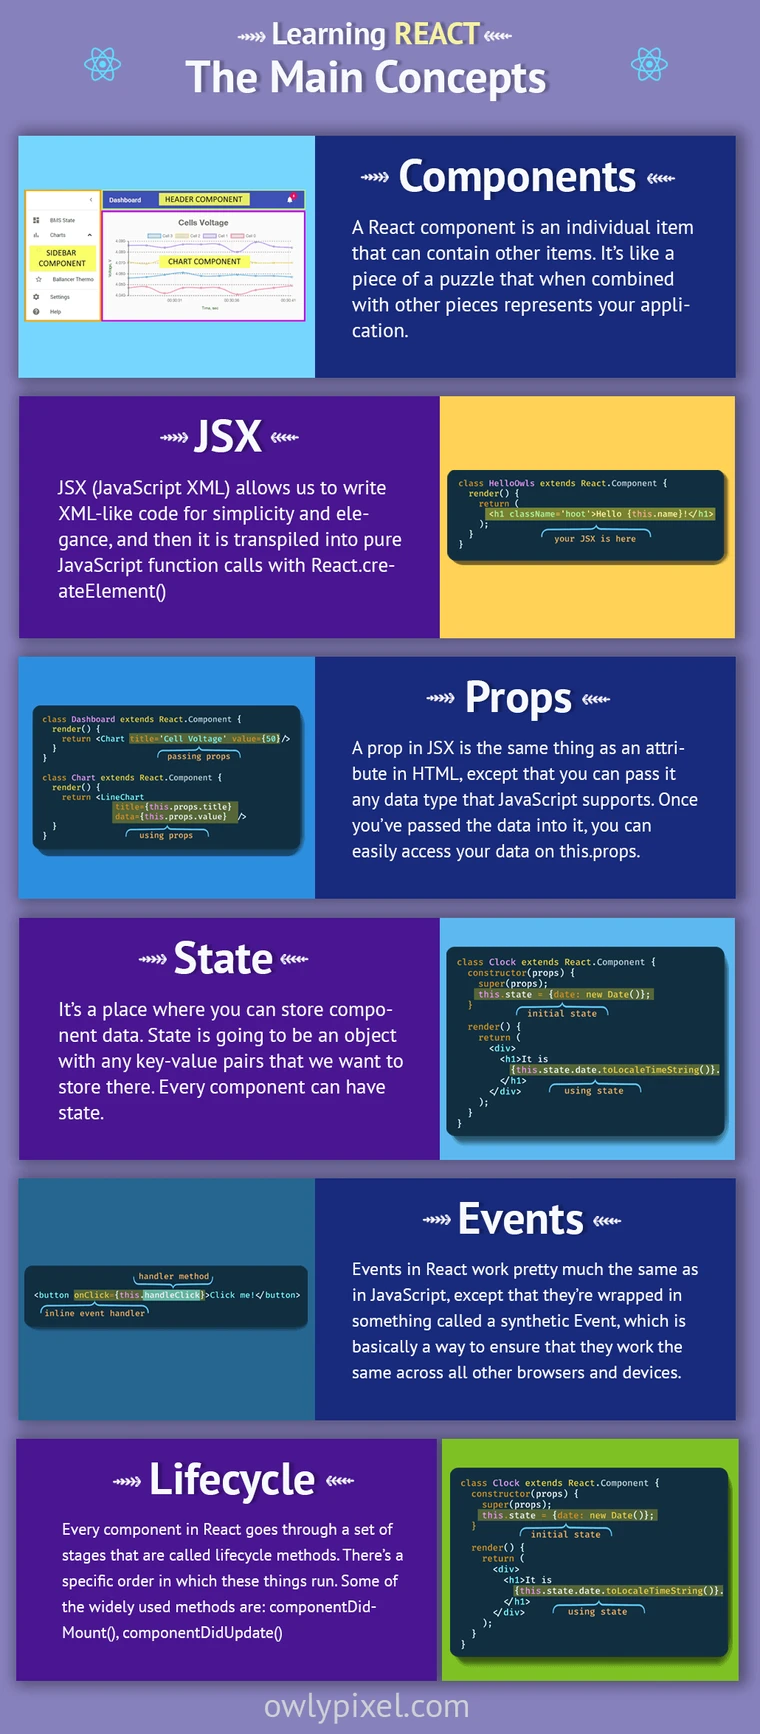 Learning REACT
The Main Concepts
Dashboard
HEADER COMPONENT
BMS State
Charts
SIDEBAR
COMPONENT
Ballancer Thermo
Settings
Help
Cells Voltage
CHART COMPONENT
Time, sec
Components
A React component is an individual item
that can contain other items. It's like a
piece of a puzzle that when combined
with other pieces represents your appli-
cation.
JSX
JSX (JavaScript XML) allows us to write
XML-like code for simplicity and ele-
gance, and then it is transpiled into pure
JavaScript function calls with React.cre-
ateElement()
class HelloOwls extends React.Component {
render() {
return (
<h1 className='hoot'>Hello {this.name}!</h1>
);
your JSX is here
}
}
class Dashboard extends React.Component {
render() {
return <Chart title='Cell Voltage' value={50}/>
}
passing props
}
class Chart extends React.Component {
render() {
return <LineChart
title={this.props.title}
data={this.props.value} />
}
using props
}
Props
A prop in JSX is the same thing as an attri-
bute in HTML, except that you can pass it
any data type that JavaScript supports. Once
you've passed the data into it, you can
easily access your data on this.props.
State
It's a place where you can store compo-
nent data. State is going to be an object
with any key-value pairs that we want to
store there. Every component can have
state.
class Clock extends React.Component {
constructor(props) {
super(props);
this.state = {date: new Date()};
}
initial state
render() {
return (
<div>
<h1>It is
{this.state.date.toLocaleTimeString()}.
</h1>
</div>
using state
);
}
}
handler method
<button onClick={this.handleClick}>Click me!</button>
inline event handler
Events
Events in React work pretty much the same as
in JavaScript, except that they're wrapped in
something called a synthetic Event, which is
basically a way to ensure that they work the
same across all other browsers and devices.
Lifecycle
Every component in React goes through a set of
stages that are called lifecycle methods. There's a
specific order in which these things run. Some of
the widely used methods are: componentDid-
Mount(), componentDidUpdate()
class Clock extends React.Component {
constructor(props) {
super(props);
this.state = {date: new Date()};
}
initial state
render() {
return (
<div>
<h1>It is
{this.state.date.toLocaleTimeString()}.
</h1>
</div>
using state
);
}
}
owlypixel.com